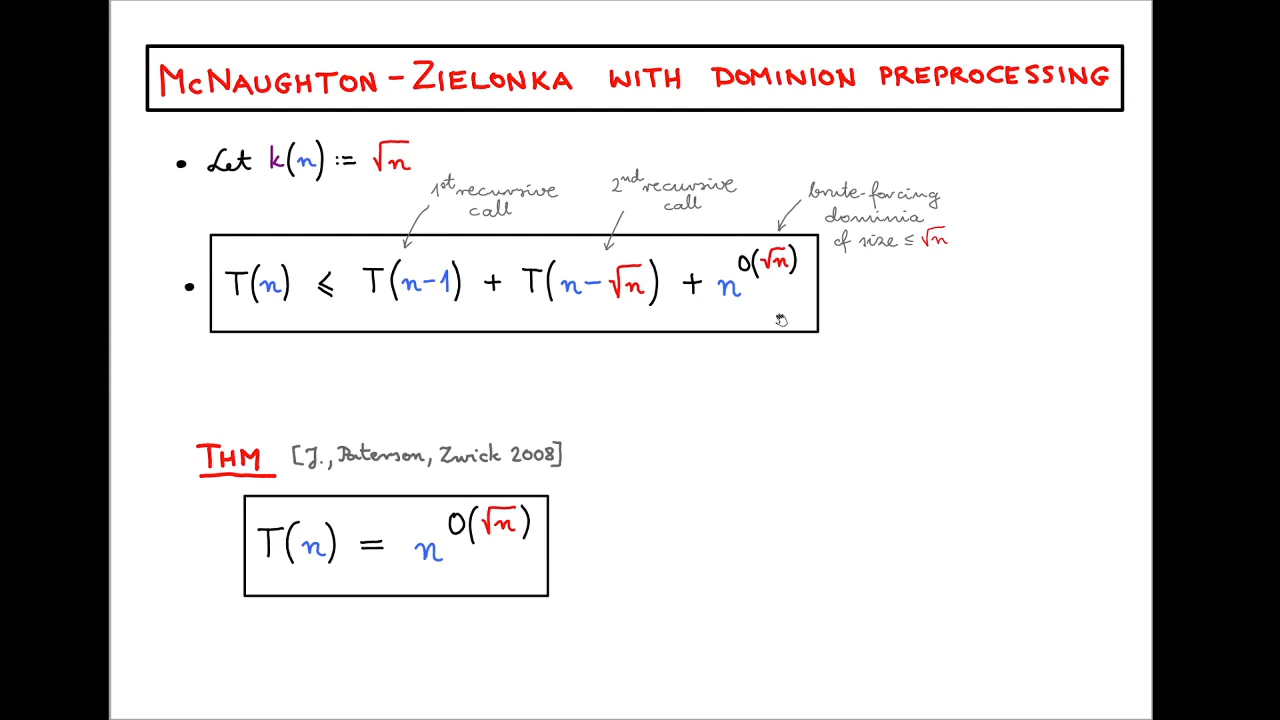 McNAUGHTON - ZIELONKA WITH DOMINION PREPROCESSING
• Let k(n) := √n
1st recursive call
2nd recursive call
brute-forcing dominia of size ≤ √n
• T(n) ⩽ T(n-1) + T(n-√n) + n^O(√n)
THM [J., Paterson, Zwick 2008]
T(n) = n^O(√n)